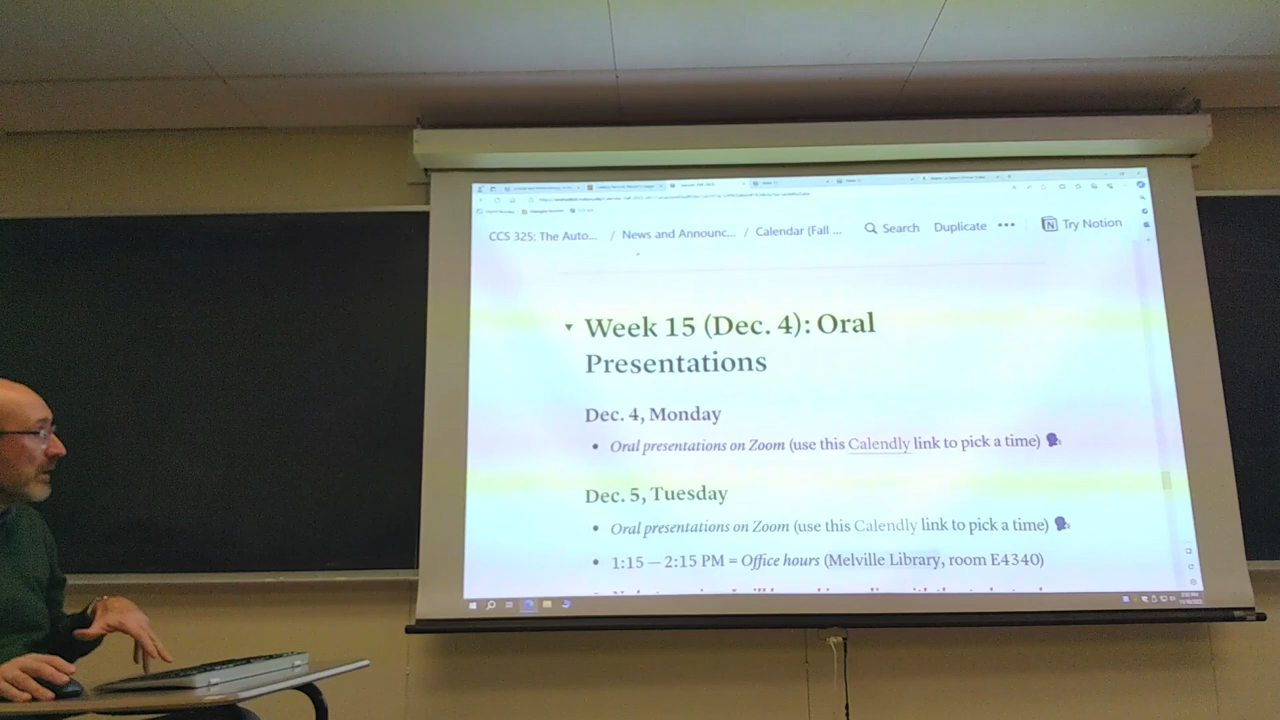 CCS 325: The Auto... / News and Announc... / Calendar (Fall ... Search Duplicate ••• Try Notion
Week 15 (Dec. 4): Oral
Presentations
Dec. 4, Monday
• Oral presentations on Zoom (use this Calendly link to pick a time)
Dec. 5, Tuesday
• Oral presentations on Zoom (use this Calendly link to pick a time)
• 1:15 — 2:15 PM = Office hours (Melville Library, room E4340)